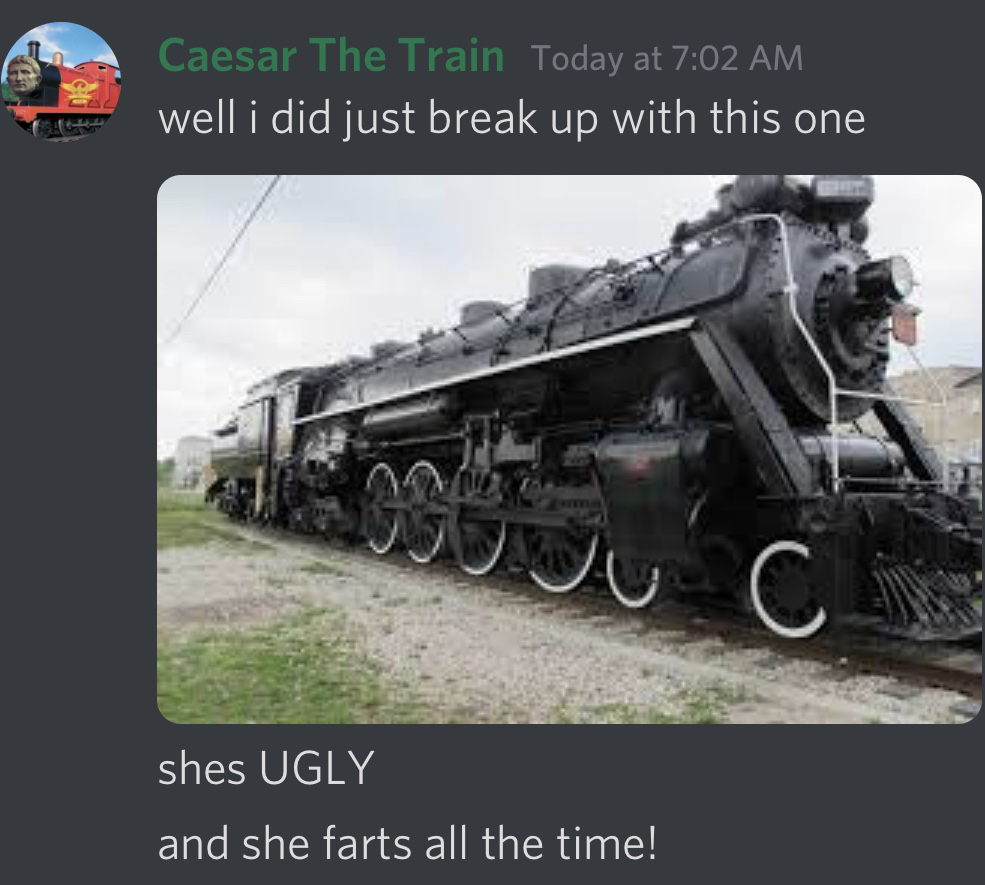 Caesar The Train Today at 7:02 AM
well i did just break up with this one
shes UGLY
and she farts all the time!